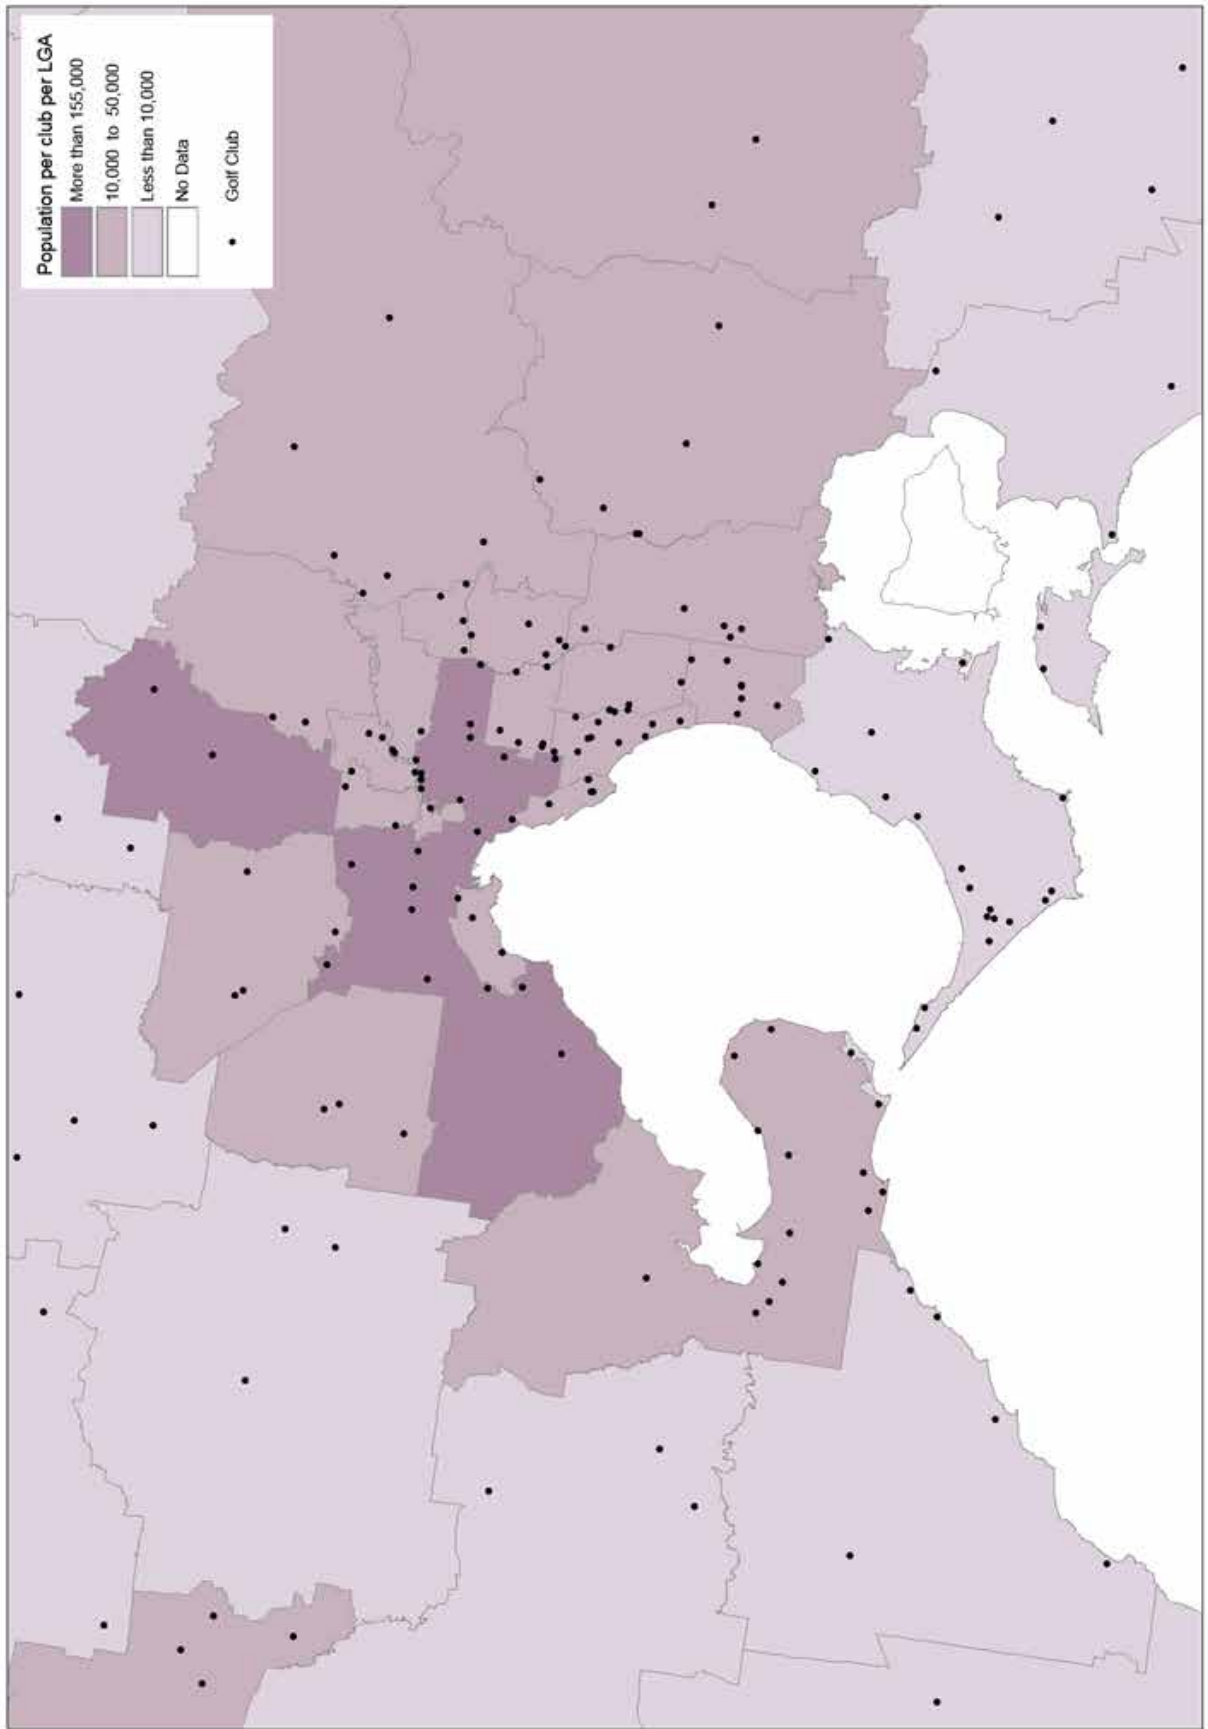 Population per club per LGA
More than 155,000
10,000 to 50,000
Less than 10,000
No Data
Golf Club